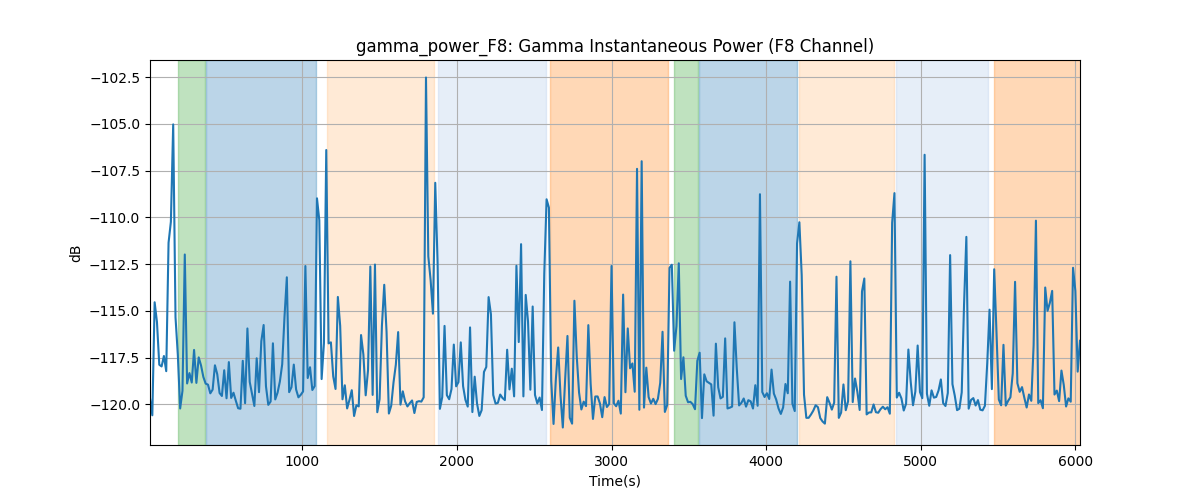 gamma_power_F8: Gamma Instantaneous Power (F8 Channel)
−102.5
−105.0
−107.5
−110.0
−112.5
−115.0
−117.5
−120.0
dB
1000 2000 3000 4000 5000 6000
Time(s)